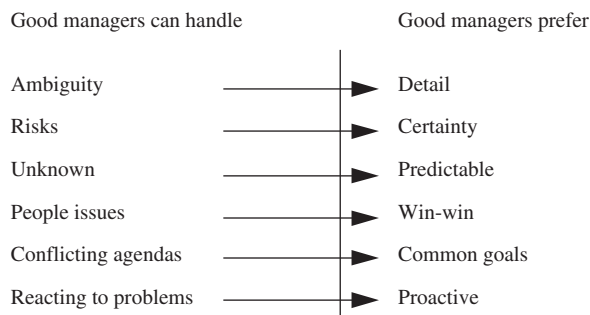 Good managers can handle Good managers prefer
Ambiguity Detail
Risks Certainty
Unknown Predictable
People issues Win-win
Conflicting agendas Common goals
Reacting to problems Proactive